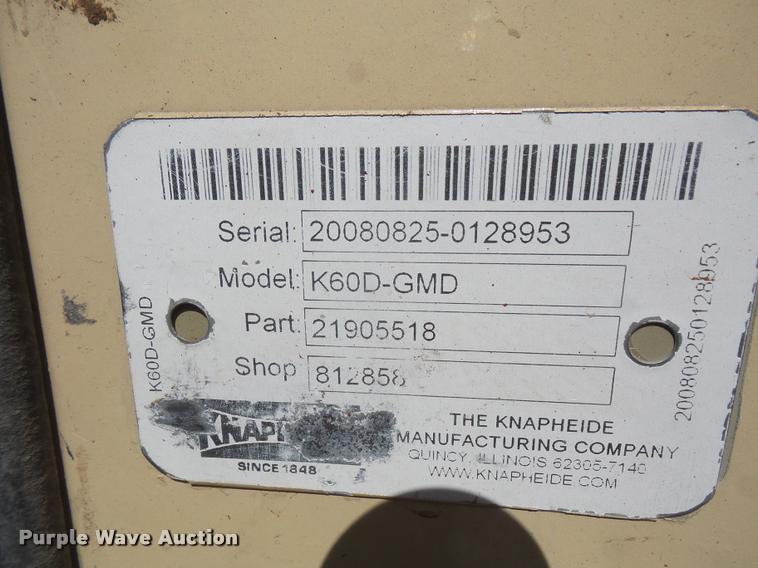 Serial: 20080825-0128953
Model: K60D-GMD
Part: 21905518
Shop 812858
K60D-GMD
200808250128953
SINCE 1848
THE KNAPHEIDE
MANUFACTURING COMPANY
QUINCY, ILLINOIS 62305-7140
WWW.KNAPHEIDE.COM
Purple Wave Auction